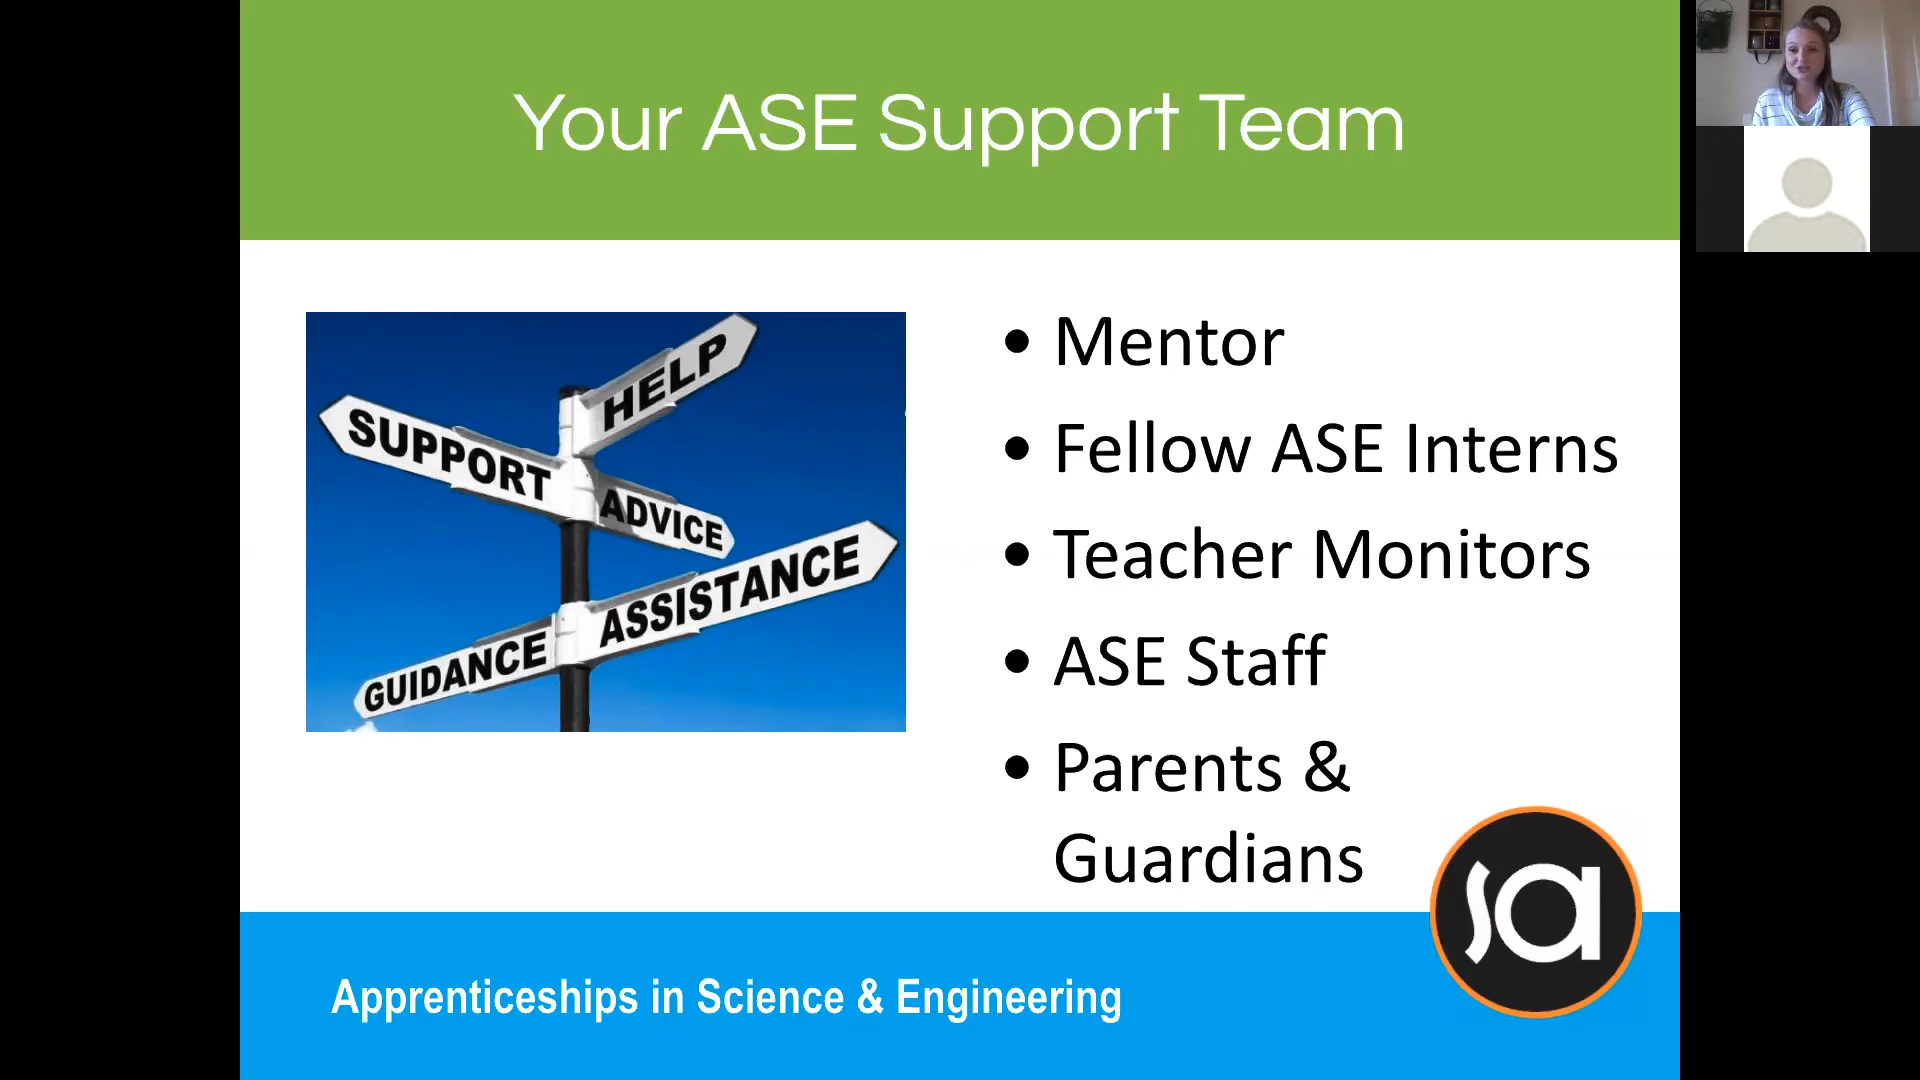 Your ASE Support Team
HELP
SUPPORT
ADVICE
ASSISTANCE
GUIDANCE
• Mentor
• Fellow ASE Interns
• Teacher Monitors
• ASE Staff
• Parents &
Guardians
sa
Apprenticeships in Science & Engineering